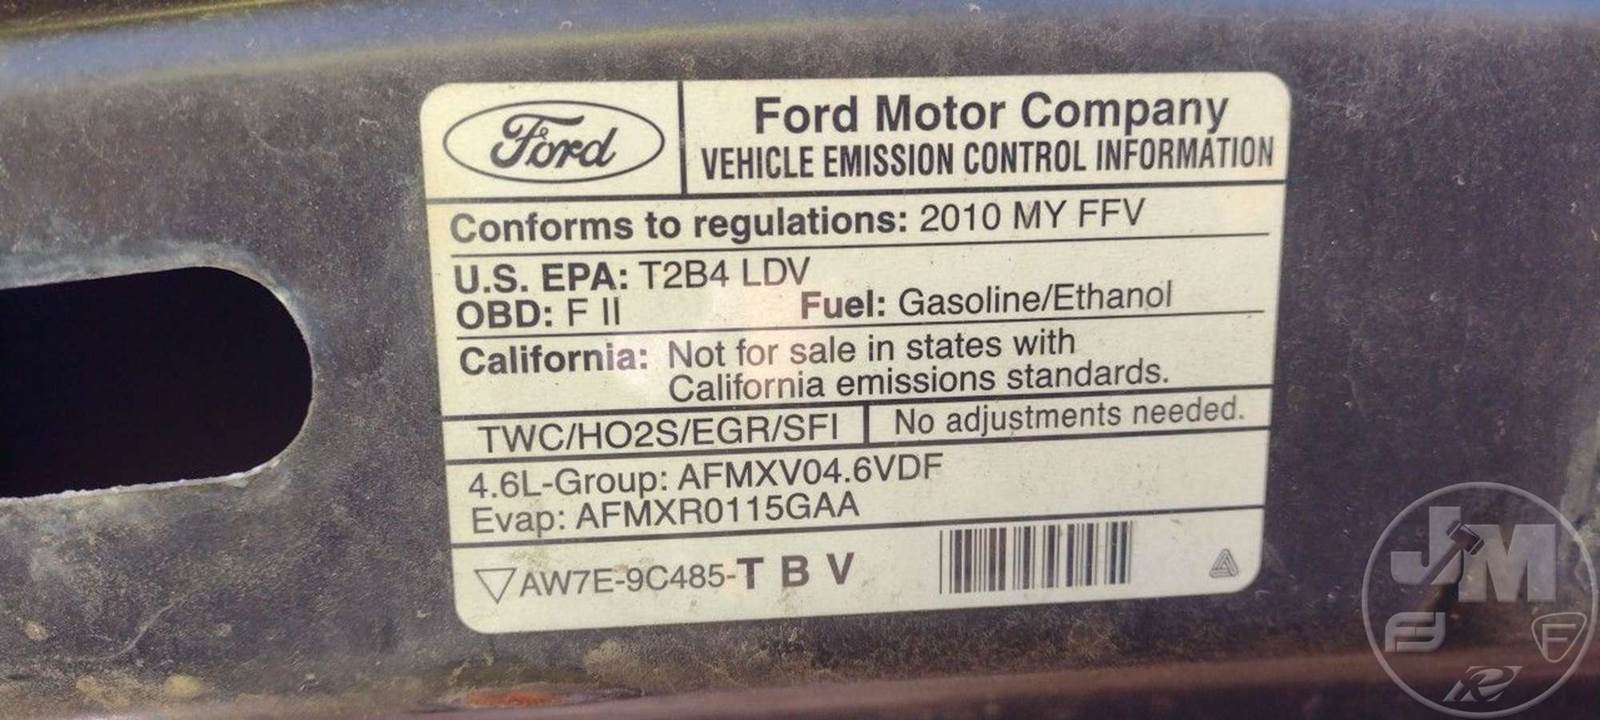 Ford
Ford Motor Company
VEHICLE EMISSION CONTROL INFORMATION
Conforms to regulations: 2010 MY FFV
U.S. EPA: T2B4 LDV
OBD: F II Fuel: Gasoline/Ethanol
California: Not for sale in states with
California emissions standards.
TWC/HO2S/EGR/SFI No adjustments needed.
4.6L-Group: AFMXV04.6VDF
Evap: AFMXR0115GAA
AW7E-9C485-T B V
JM
F